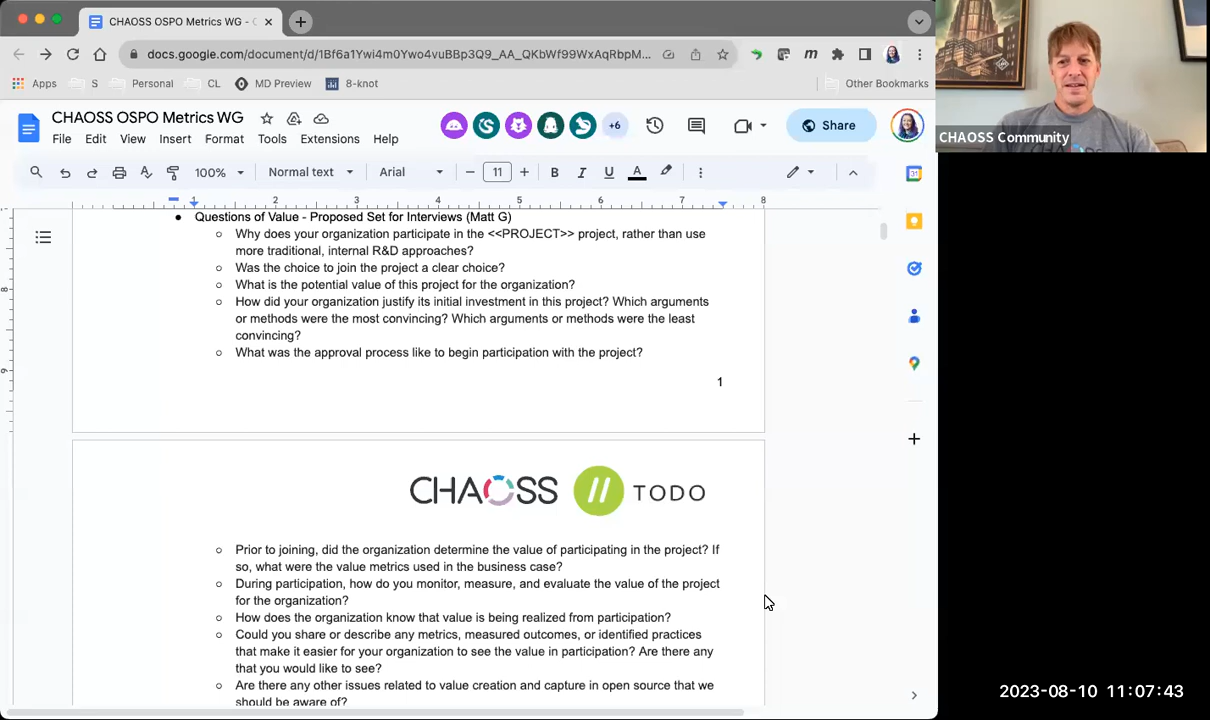 CHAOSS OSPO Metrics WG - C
docs.google.com/document/d/1Bf6a1Ywi4m0Ywo4vuBBp3Q9_AA_QKbWf99WxAqRbpM...
Apps S Personal CL MD Preview 8-knot Other Bookmarks
CHAOSS OSPO Metrics WG
File Edit View Insert Format Tools Extensions Help
+6
Share
CHAOSS Community
100% Normal text Arial 11 B I U A
1 2 3 4 5 6 7 8
Questions of Value - Proposed Set for Interviews (Matt G)
Why does your organization participate in the <<PROJECT>> project, rather than use
more traditional, internal R&D approaches?
Was the choice to join the project a clear choice?
What is the potential value of this project for the organization?
How did your organization justify its initial investment in this project? Which arguments
or methods were the most convincing? Which arguments or methods were the least
convincing?
What was the approval process like to begin participation with the project?
1
CHAOSS // TODO
Prior to joining, did the organization determine the value of participating in the project? If
so, what were the value metrics used in the business case?
During participation, how do you monitor, measure, and evaluate the value of the project
for the organization?
How does the organization know that value is being realized from participation?
Could you share or describe any metrics, measured outcomes, or identified practices
that make it easier for your organization to see the value in participation? Are there any
that you would like to see?
Are there any other issues related to value creation and capture in open source that we
should be aware of?
2023-08-10 11:07:43